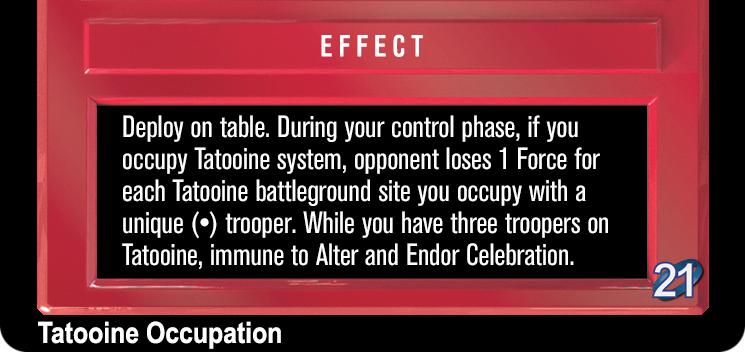 EFFECT
Deploy on table. During your control phase, if you
occupy Tatooine system, opponent loses 1 Force for
each Tatooine battleground site you occupy with a
unique (•) trooper. While you have three troopers on
Tatooine, immune to Alter and Endor Celebration.
21
Tatooine Occupation